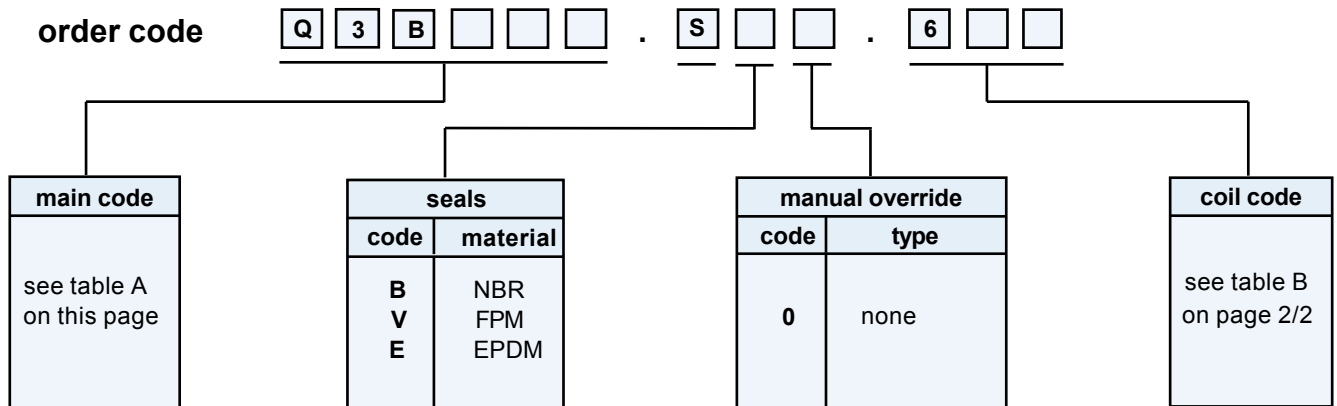 order code Q 3 B . S . 6
main code
see table A
on this page
seals
code material
B NBR
V FPM
E EPDM
manual override
code type
0 none
coil code
see table B
on page 2/2